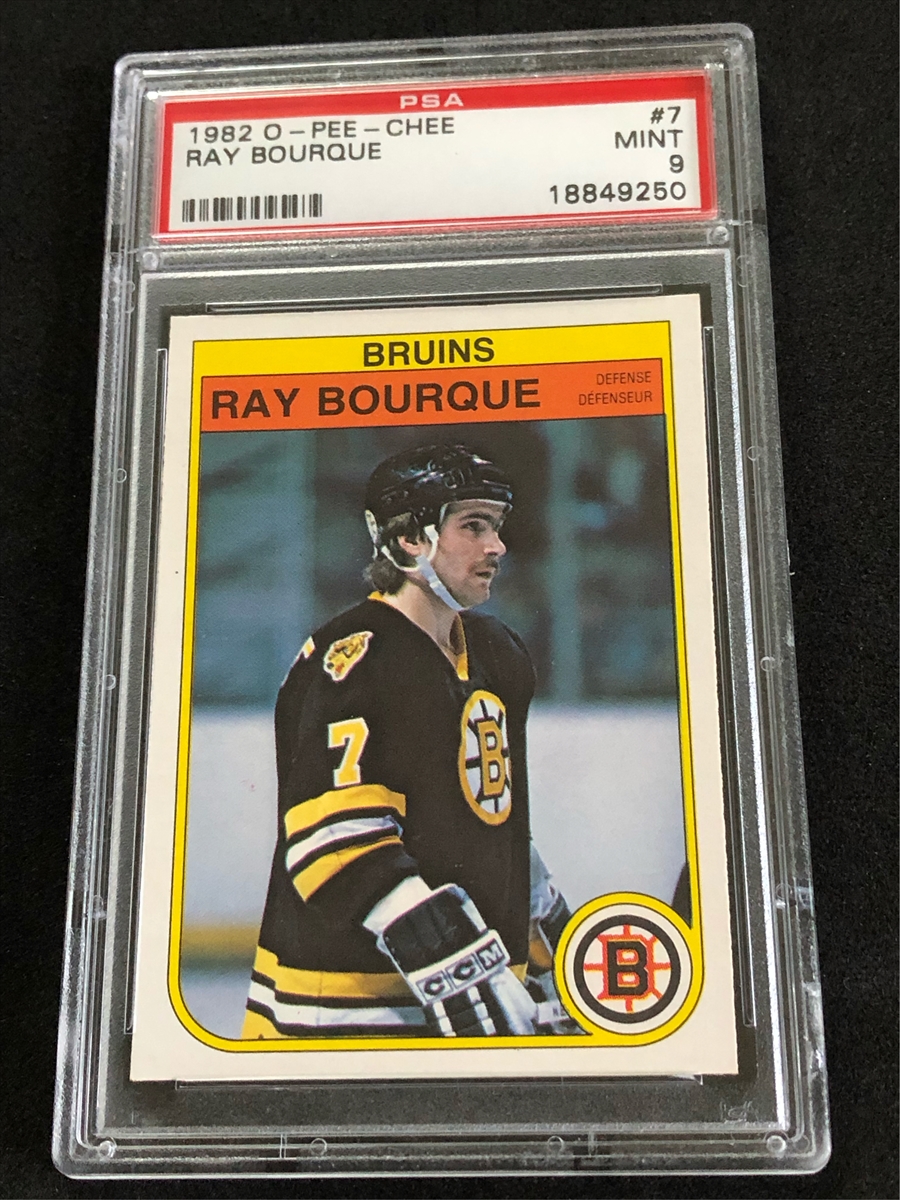 PSA
1982 O-PEE-CHEE #7
RAY BOURQUE MINT
9
18849250
BRUINS
RAY BOURQUE
DEFENSE
DÉFENSEUR
7
B
CCM
B